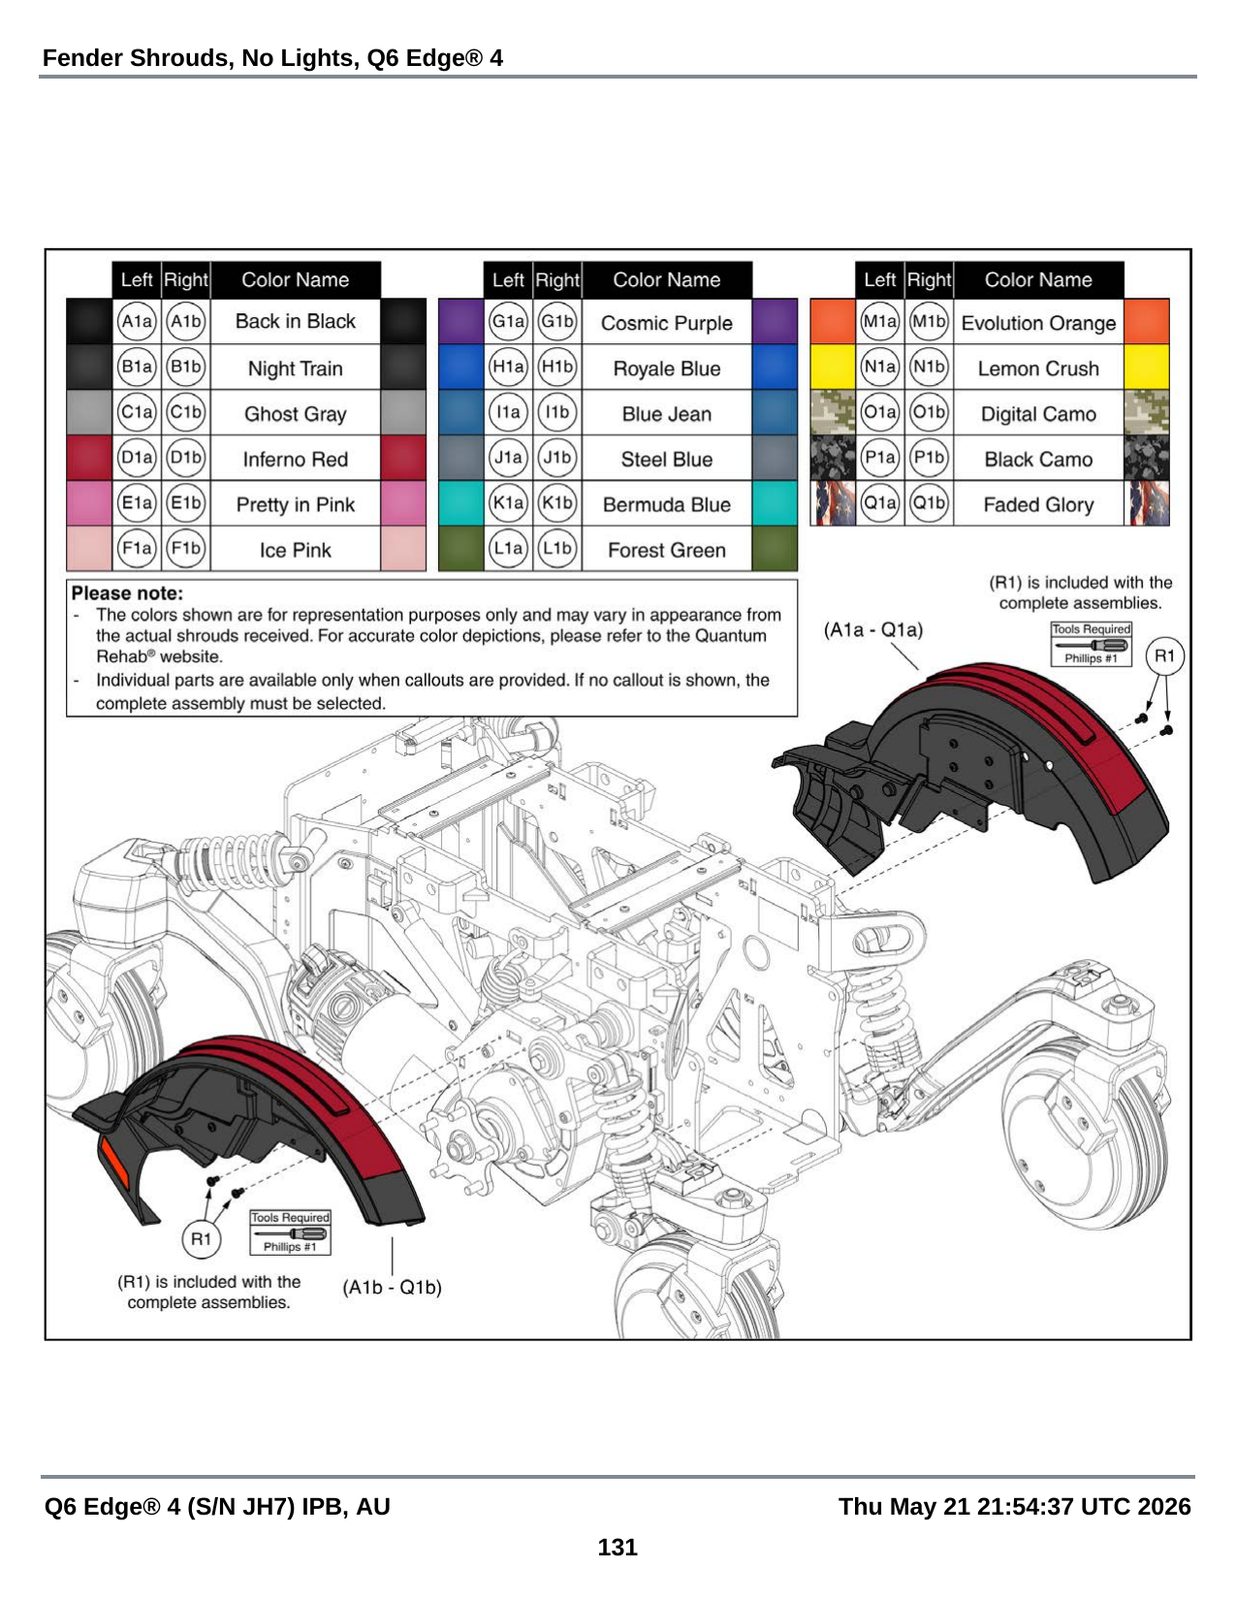 Fender Shrouds, No Lights, Q6 Edge® 4
Left Right Color Name
A1a A1b Back in Black
B1a B1b Night Train
C1a C1b Ghost Gray
D1a D1b Inferno Red
E1a E1b Pretty in Pink
F1a F1b Ice Pink
Left Right Color Name
G1a G1b Cosmic Purple
H1a H1b Royale Blue
I1a I1b Blue Jean
J1a J1b Steel Blue
K1a K1b Bermuda Blue
L1a L1b Forest Green
Left Right Color Name
M1a M1b Evolution Orange
N1a N1b Lemon Crush
O1a O1b Digital Camo
P1a P1b Black Camo
Q1a Q1b Faded Glory
Please note:
- The colors shown are for representation purposes only and may vary in appearance from
the actual shrouds received. For accurate color depictions, please refer to the Quantum
Rehab® website.
- Individual parts are available only when callouts are provided. If no callout is shown, the
complete assembly must be selected.
(R1) is included with the
complete assemblies.
(A1a - Q1a)
Tools Required
Phillips #1
R1
R1
Tools Required
Phillips #1
(R1) is included with the
complete assemblies.
(A1b - Q1b)
Q6 Edge® 4 (S/N JH7) IPB, AU
Thu May 21 21:54:37 UTC 2026
131